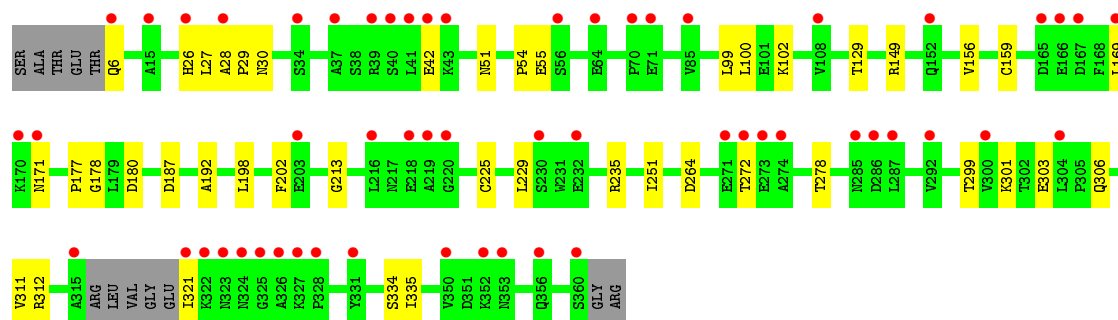 SER ALA THR GLU THR Q6 A15 H26 L27 A28 P29 N30 S34 A37 S38 R39 S40 L41 E42 K43 N51 P54 E55 S56 E64 P70 E71 V85 L99 L100 E101 K102 V108 T129 R149 Q152 V156 C159 D165 E166 D167 F168 L169
K170 N171 P177 G178 L179 D180 D187 A192 L198 F202 E203 G213 L216 N217 E218 A219 G220 C225 L229 S230 W231 E232 R235 I251 D264 E271 T272 E273 A274 T278 N285 D286 L287 V292 T299 V300 K301 T302 E303 L304 P305 Q306
V311 R312 A315 ARG LEU VAL GLY GLU I321 K322 N323 N324 G325 A326 K327 P328 Y331 S334 I335 V350 D351 K352 N353 Q356 S360 GLY ARG